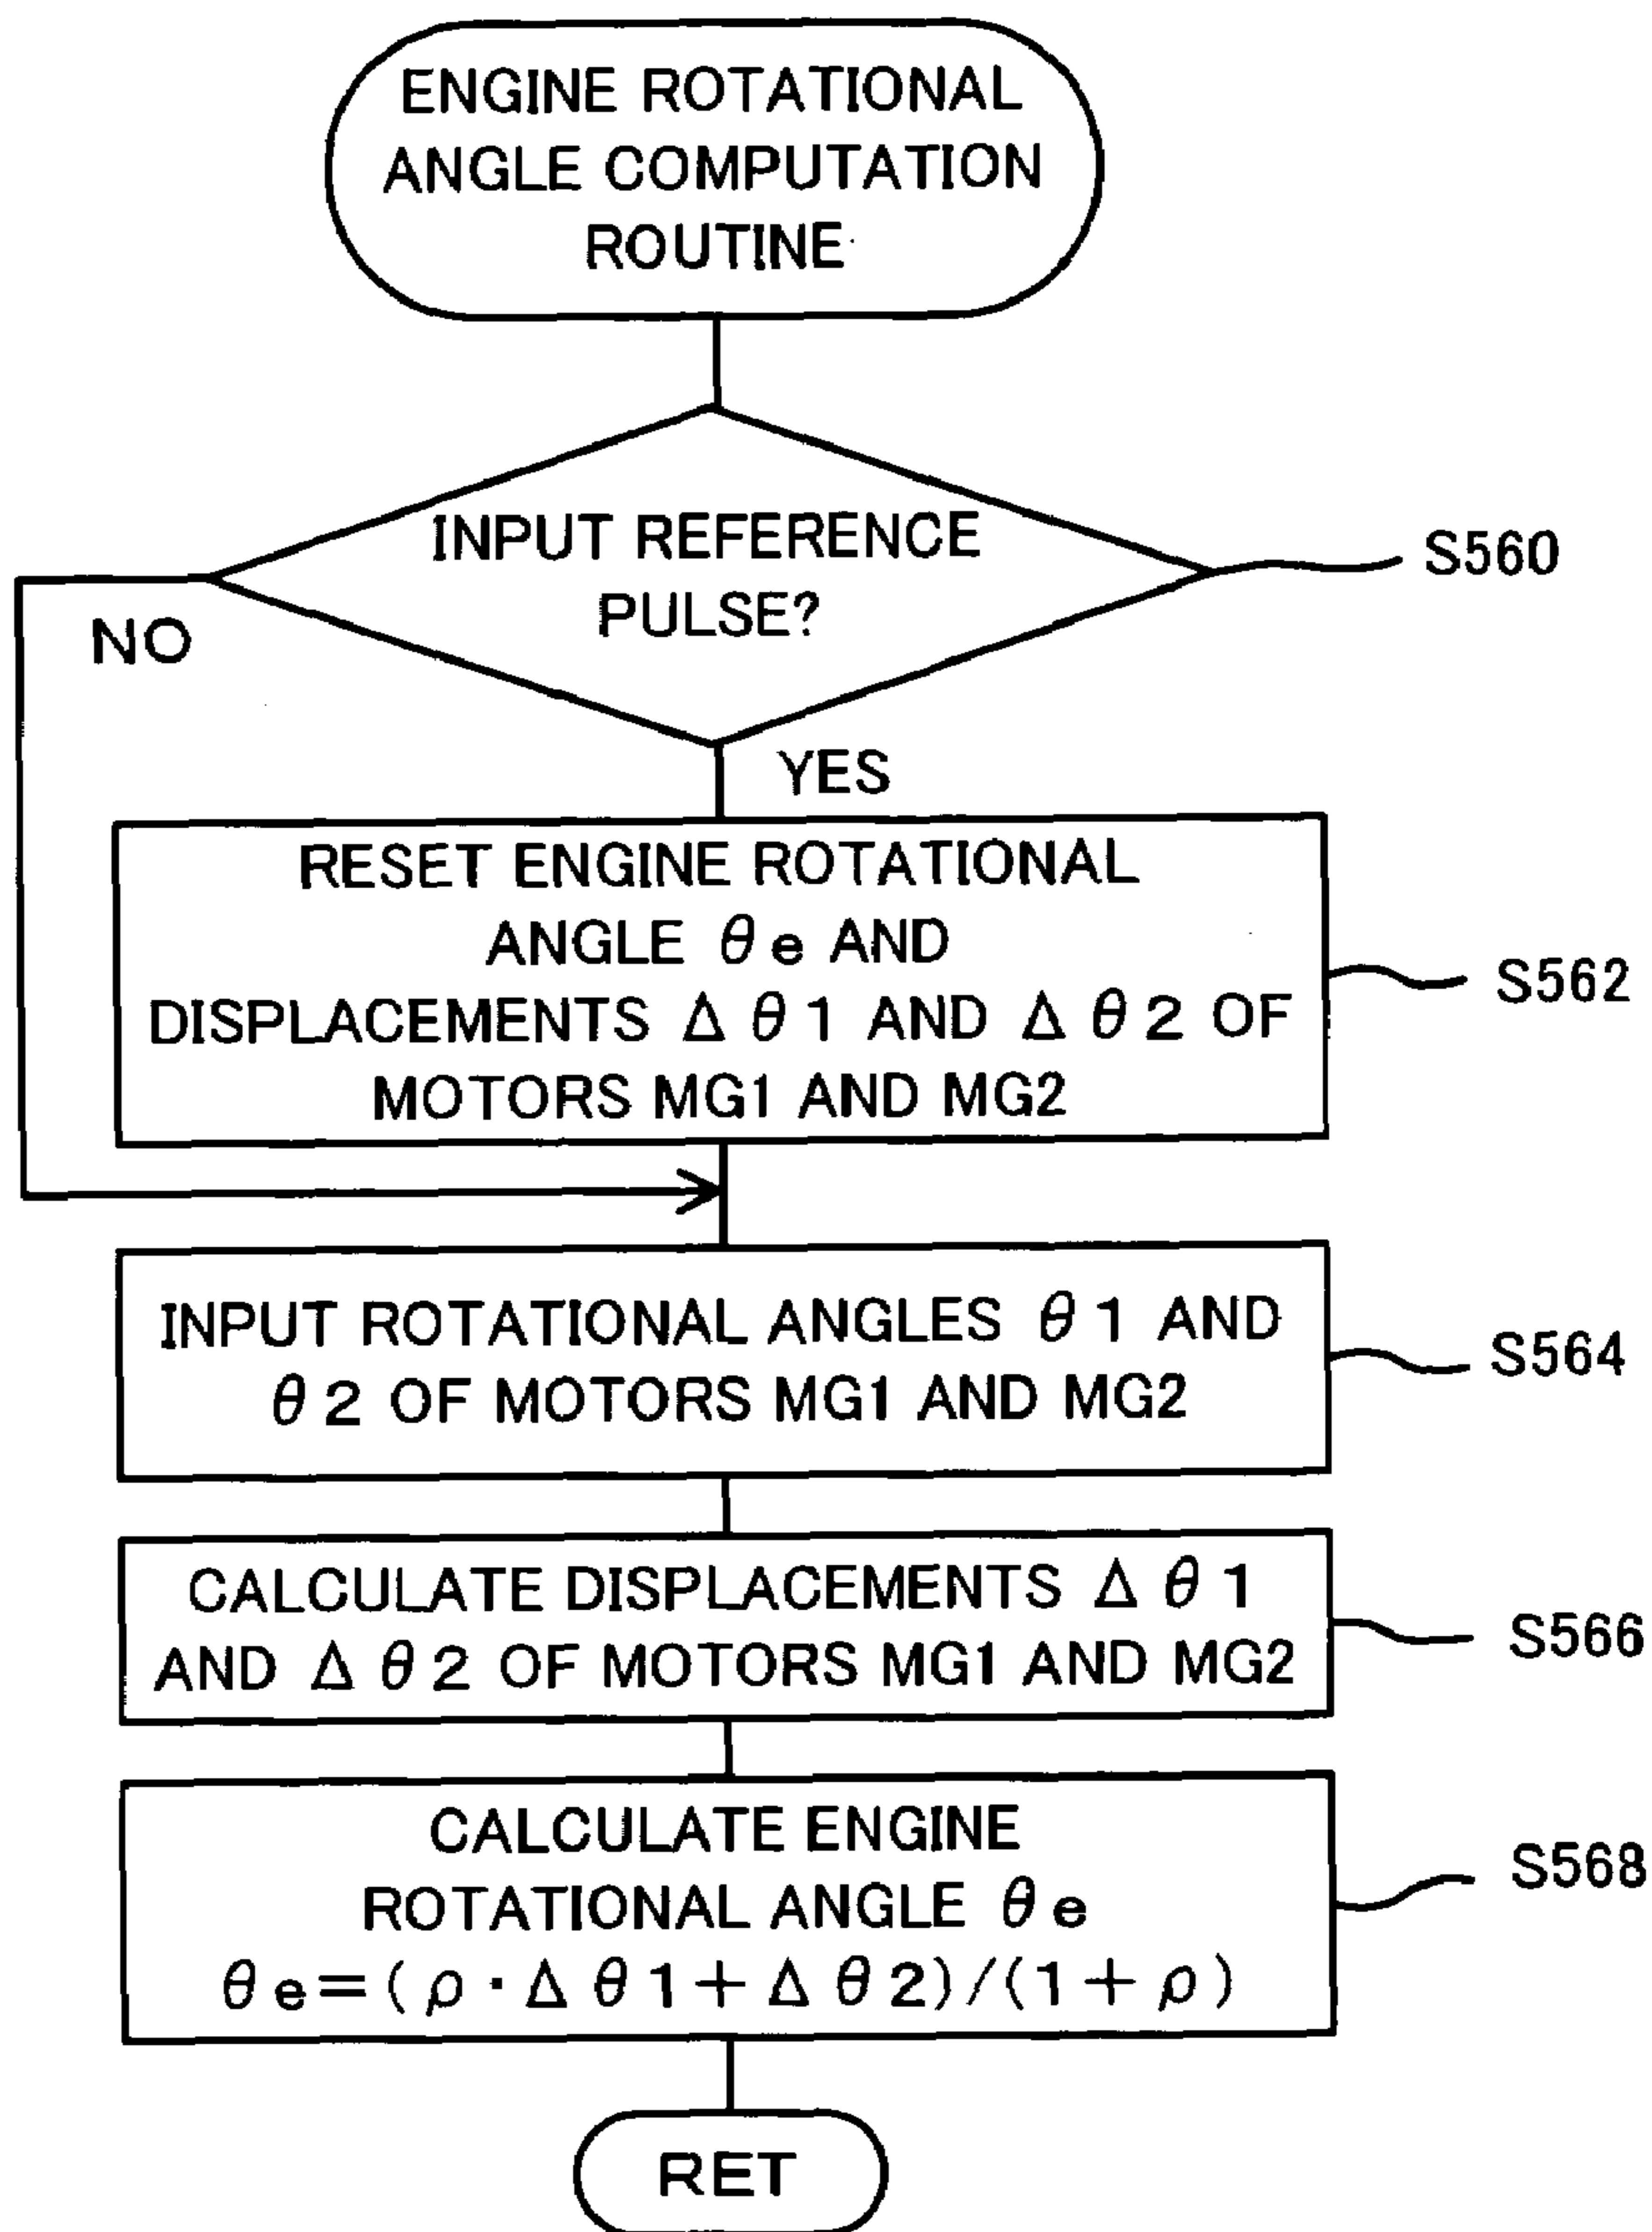 ENGINE ROTATIONAL
ANGLE COMPUTATION
ROUTINE
INPUT REFERENCE
PULSE?
S560
NO
YES
RESET ENGINE ROTATIONAL
ANGLE θe AND
DISPLACEMENTS Δθ1 AND Δθ2 OF
MOTORS MG1 AND MG2
S562
INPUT ROTATIONAL ANGLES θ1 AND
θ2 OF MOTORS MG1 AND MG2
S564
CALCULATE DISPLACEMENTS Δθ1
AND Δθ2 OF MOTORS MG1 AND MG2
S566
CALCULATE ENGINE
ROTATIONAL ANGLE θe
θe=(ρ·Δθ1+Δθ2)/(1+ρ)
S568
RET